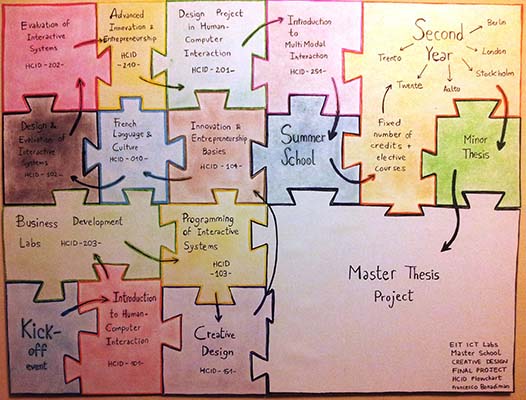 Evaluation of
Interactive
Systems
HCID-202-
Advanced
Innovation &
Entrepreneurship
HCID
-210-
Design Project
in Human-
Computer
Interaction
HCID-201-
Introduction
to
Multi Modal
Interaction
HCID-251-
Second
Year
Berlin
London
Stockholm
Aalto
Twente
Trento
Fixed
number of
credits +
elective
courses
Design &
Evaluation of
Interactive
Systems
HCID-102-
French
Language &
Culture
HCID-010-
Innovation &
Entrepreneurship
Basics
HCID-104-
Summer
School
Minor
Thesis
Business Development
Labs HCID-203-
Programming
of Interactive
Systems
HCID
-103-
Master Thesis
Project
Kick-
off
event
Introduction
to Human-
Computer
Interaction
HCID-101-
Creative
Design
HCID-151-
EIT ICT Labs
Master School
CREATIVE DESIGN
FINAL PROJECT
HCID Flowchart
Francesco Bonadiman